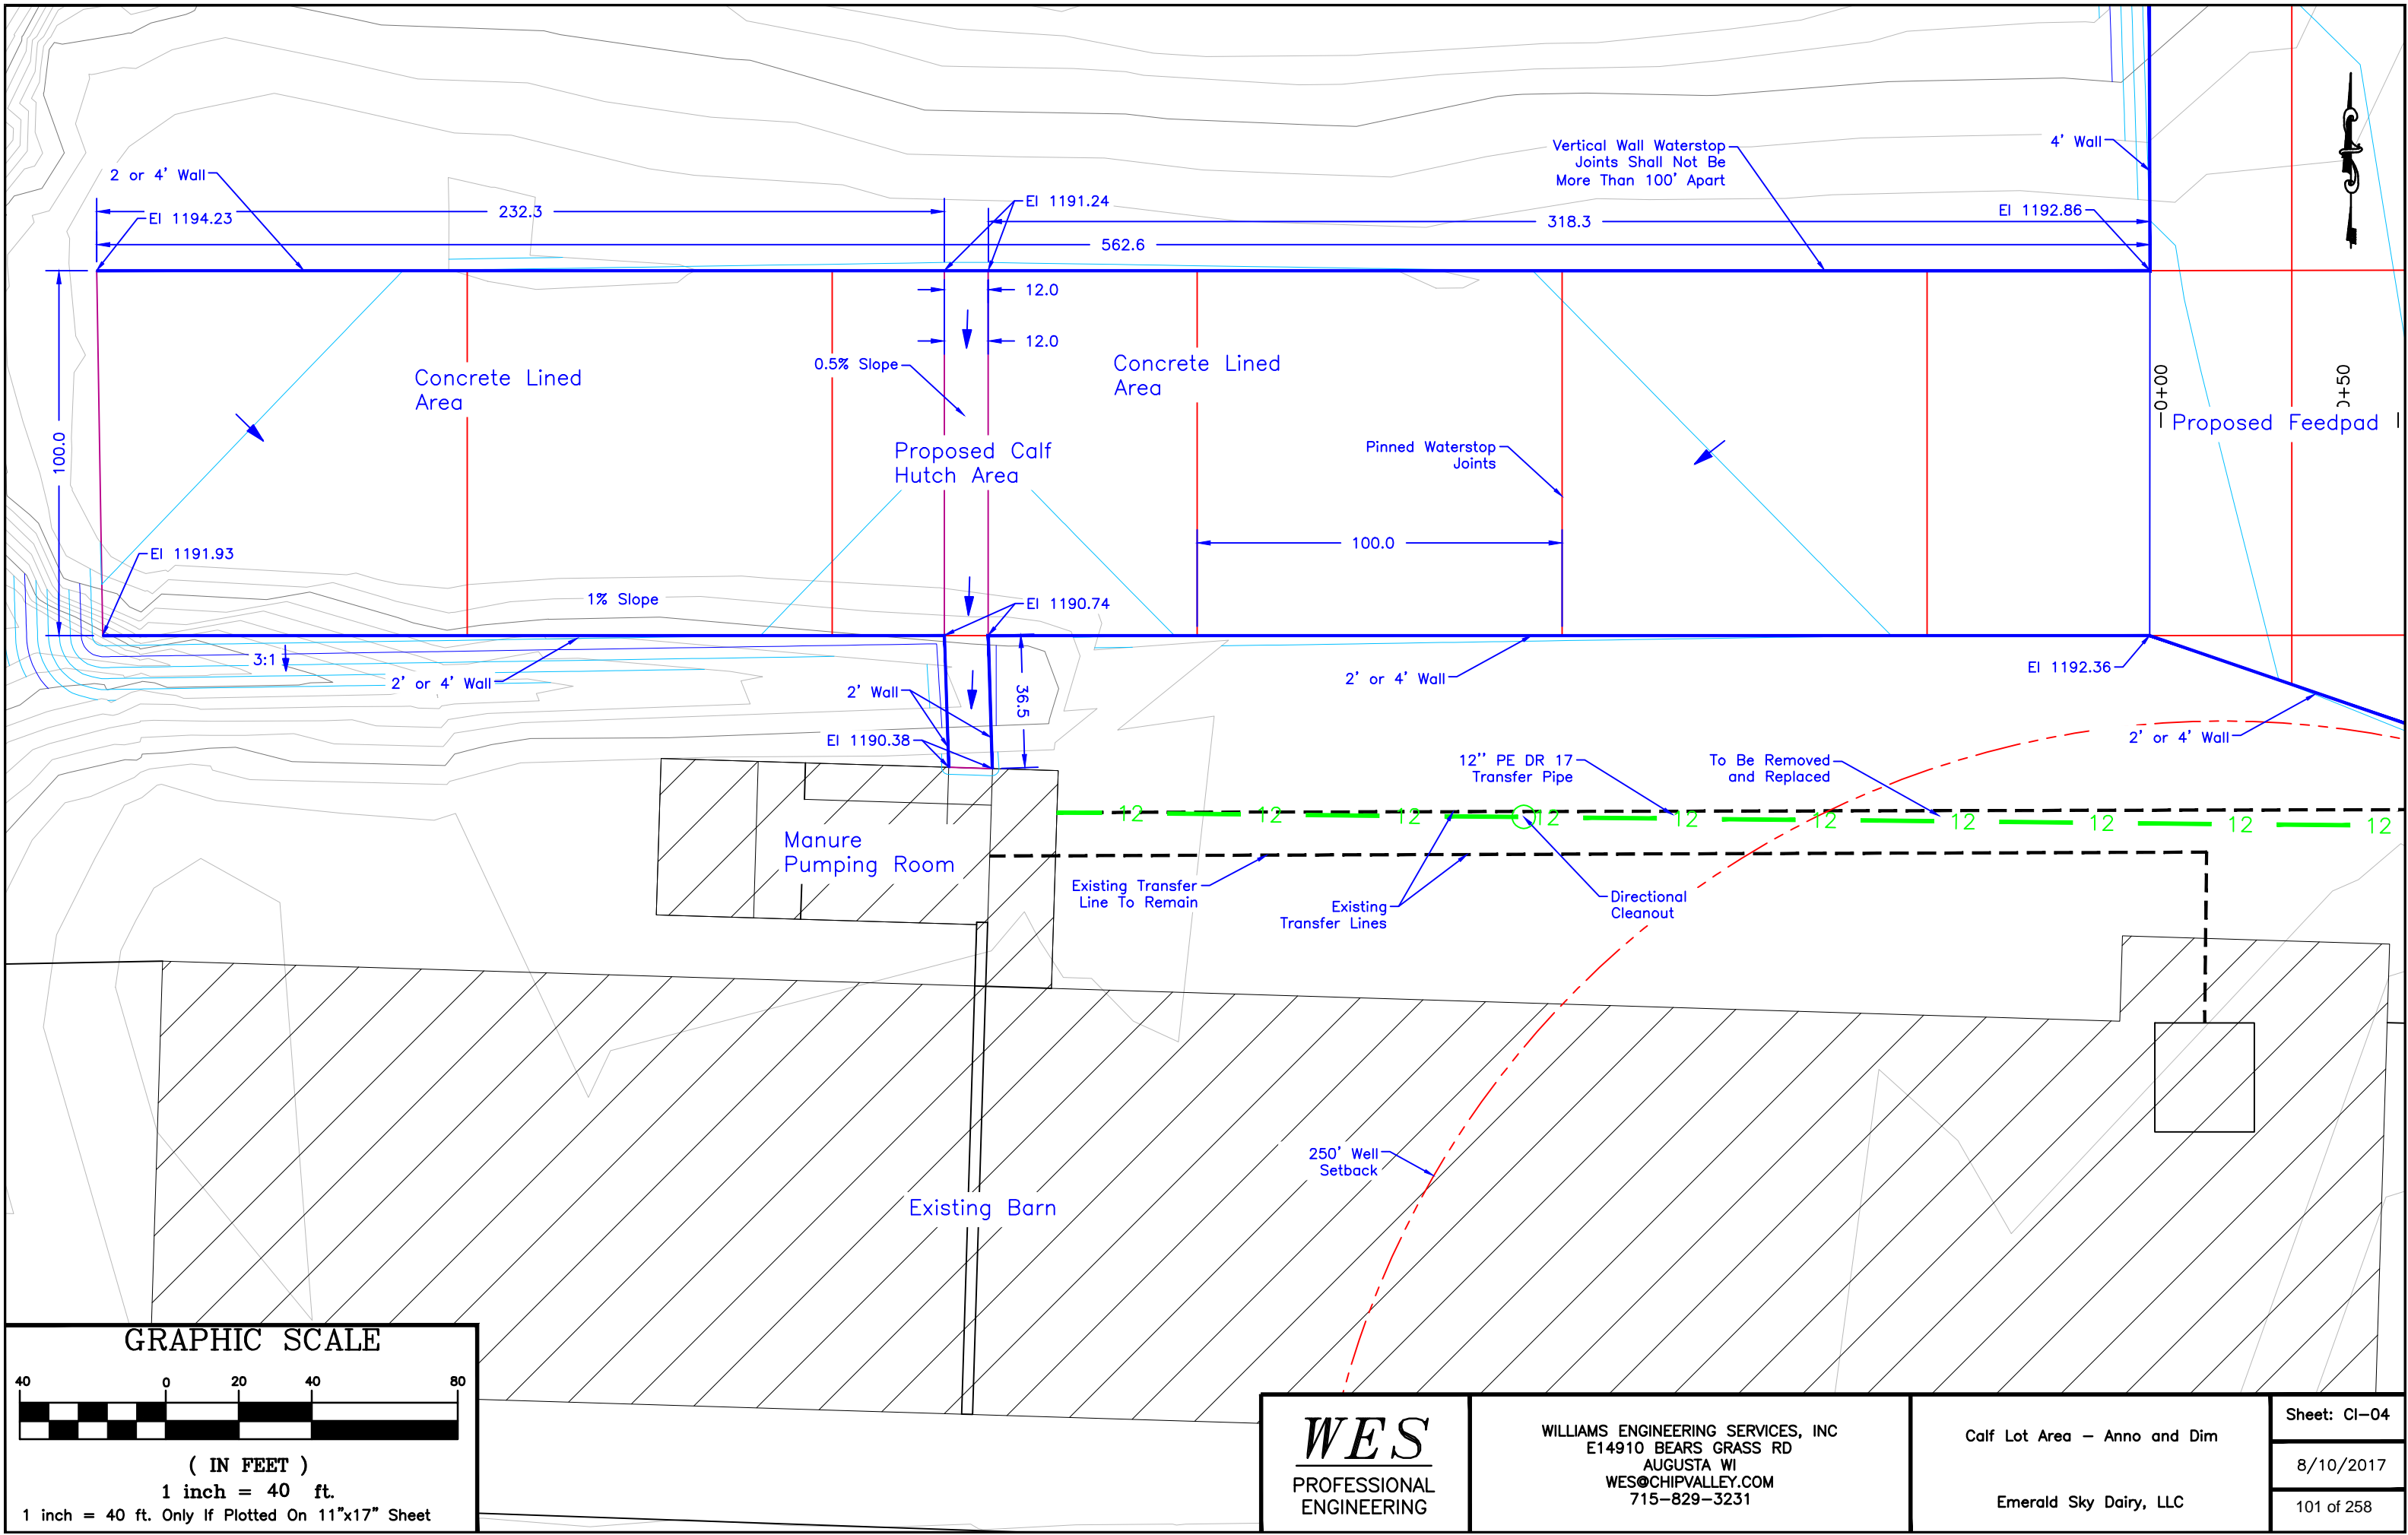 Vertical Wall Waterstop
Joints Shall Not Be
More Than 100' Apart
4' Wall
2 or 4' Wall
232.3
El 1194.23
El 1191.24
318.3
El 1192.86
562.6
12.0
12.0
0.5% Slope
Concrete Lined
Area
Concrete Lined
Area
100.0
Proposed Calf
Hutch Area
Pinned Waterstop
Joints
0+00
0+50
Proposed Feedpad
100.0
El 1191.93
1% Slope
El 1190.74
3:1
2' or 4' Wall
2' Wall
36.5
2' or 4' Wall
El 1192.36
El 1190.38
2' or 4' Wall
12'' PE DR 17
Transfer Pipe
To Be Removed
and Replaced
12 12 12 12 12 12 12 12 12 12
Manure
Pumping Room
Existing Transfer
Line To Remain
Existing
Transfer Lines
Directional
Cleanout
250' Well
Setback
Existing Barn
GRAPHIC SCALE
40 0 20 40 80
( IN FEET )
1 inch = 40 ft.
1 inch = 40 ft. Only If Plotted On 11"x17" Sheet
WES
PROFESSIONAL
ENGINEERING
WILLIAMS ENGINEERING SERVICES, INC
E14910 BEARS GRASS RD
AUGUSTA WI
WES@CHIPVALLEY.COM
715-829-3231
Calf Lot Area - Anno and Dim
Emerald Sky Dairy, LLC
Sheet: CI-04
8/10/2017
101 of 258